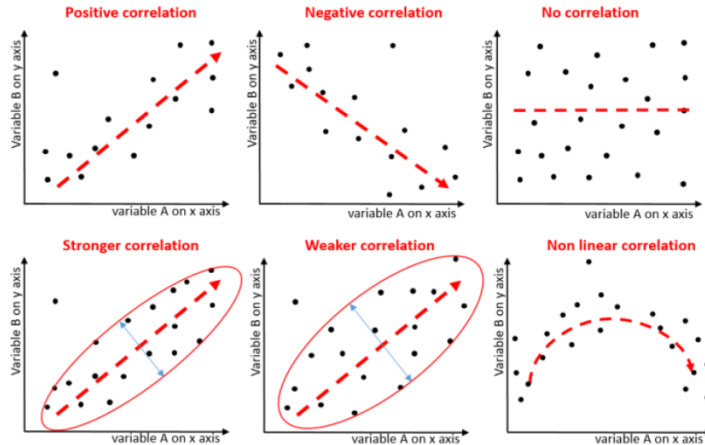 Positive correlation
Negative correlation
No correlation
Variable B on y axis
Variable B on y axis
Variable B on y axis
variable A on x axis
variable A on x axis
variable A on x axis
Stronger correlation
Weaker correlation
Non linear correlation
Variable B on y axis
Variable B on y axis
Variable B on y axis
variable A on x axis
variable A on x axis
variable A on x axis